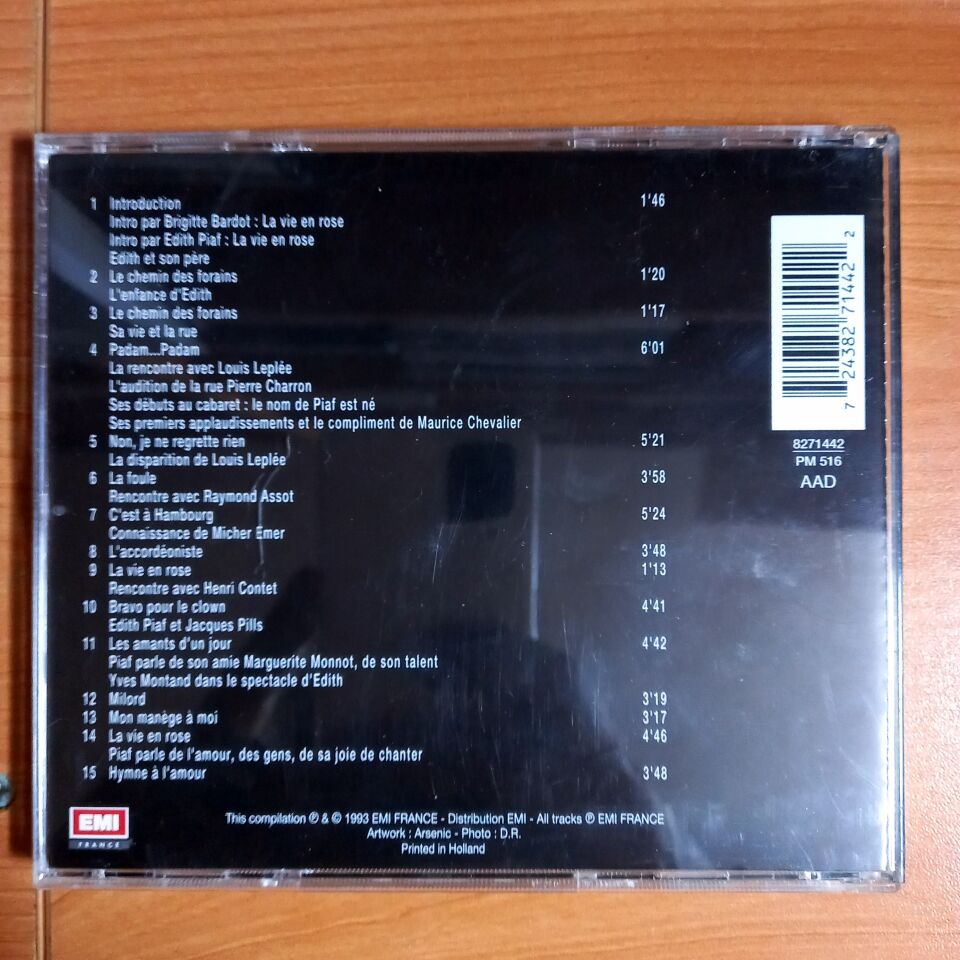 1 Introduction 1'46
Intro par Brigitte Bardot : La vie en rose
Intro par Edith Piaf : La vie en rose
Edith et son père
2 Le chemin des forains 1'20
L'enfance d'Edith
3 Le chemin des forains 1'17
Sa vie et la rue
4 Padam...Padam 6'01
La rencontre avec Louis Leplée
L'audition de la rue Pierre Charron
Ses débuts au cabaret : le nom de Piaf est né
Ses premiers applaudissements et le compliment de Maurice Chevalier
5 Non, je ne regrette rien 5'21
La disparition de Louis Leplée
6 La foule 3'58
Rencontre avec Raymond Assot
7 C'est à Hambourg 5'24
Connaissance de Micher Emer
8 L'accordéoniste 3'48
9 La vie en rose 1'13
Rencontre avec Henri Contet
10 Bravo pour le clown 4'41
Edith Piaf et Jacques Pills
11 Les amants d'un jour 4'42
Piaf parle de son amie Marguerite Monnot, de son talent
Yves Montand dans le spectacle d'Edith
12 Milord 3'19
13 Mon manège à moi 3'17
14 La vie en rose 4'46
Piaf parle de l'amour, des gens, de sa joie de chanter
15 Hymne à l'amour 3'48
7 24382 71442 2
8271442
PM 516
AAD
EMI
FRANCE
This compilation ℗ & © 1993 EMI FRANCE - Distribution EMI - All tracks ℗ EMI FRANCE
Artwork : Arsenic - Photo : D.R.
Printed in Holland